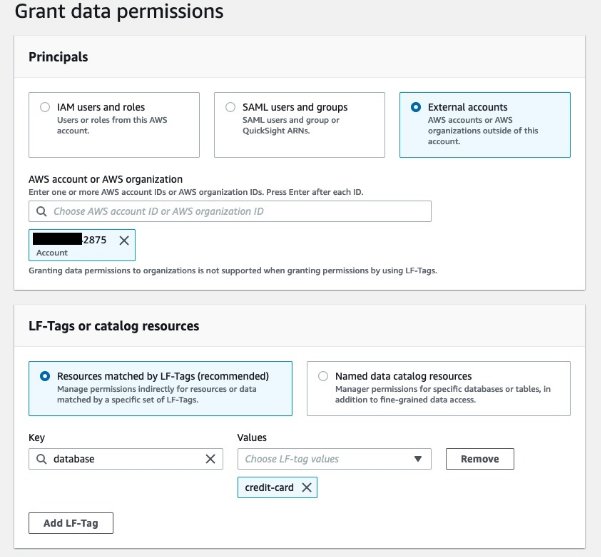 Grant data permissions
Principals
IAM users and roles
Users or roles from this AWS
account.
SAML users and groups
SAML users and group or
QuickSight ARNs.
External accounts
AWS accounts or AWS
organizations outside of this
account.
AWS account or AWS organization
Enter one or more AWS account IDs or AWS organization IDs. Press Enter after each ID.
Choose AWS account ID or AWS organization ID
2875
Account
Granting data permissions to organizations is not supported when granting permissions by using LF-Tags.
LF-Tags or catalog resources
Resources matched by LF-Tags (recommended)
Manage permissions indirectly for resources or data
matched by a specific set of LF-Tags.
Named data catalog resources
Manager permissions for specific databases or tables, in
addition to fine-grained data access.
Key
Values
database
Choose LF-tag values
Remove
credit-card
Add LF-Tag